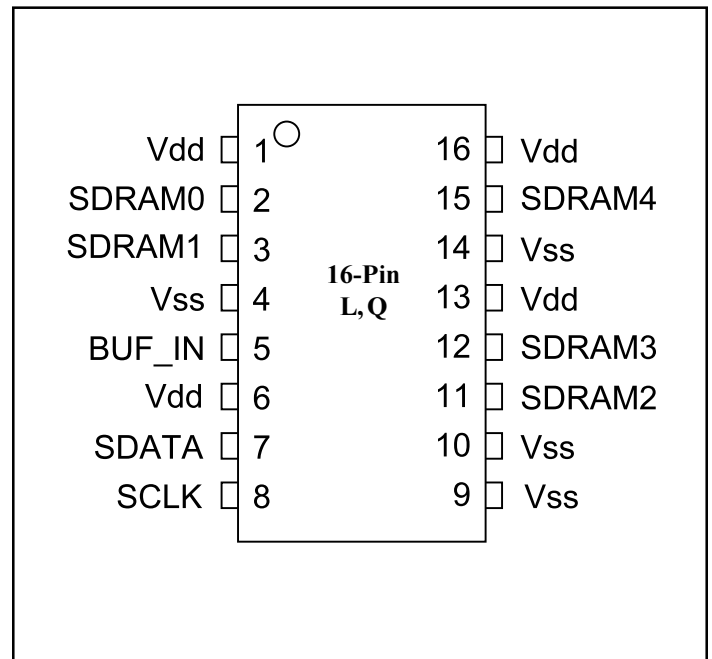 Vdd 1 16 Vdd
SDRAM0 2 15 SDRAM4
SDRAM1 3 14 Vss
16-Pin
L, Q
Vss 4 13 Vdd
BUF_IN 5 12 SDRAM3
Vdd 6 11 SDRAM2
SDATA 7 10 Vss
SCLK 8 9 Vss